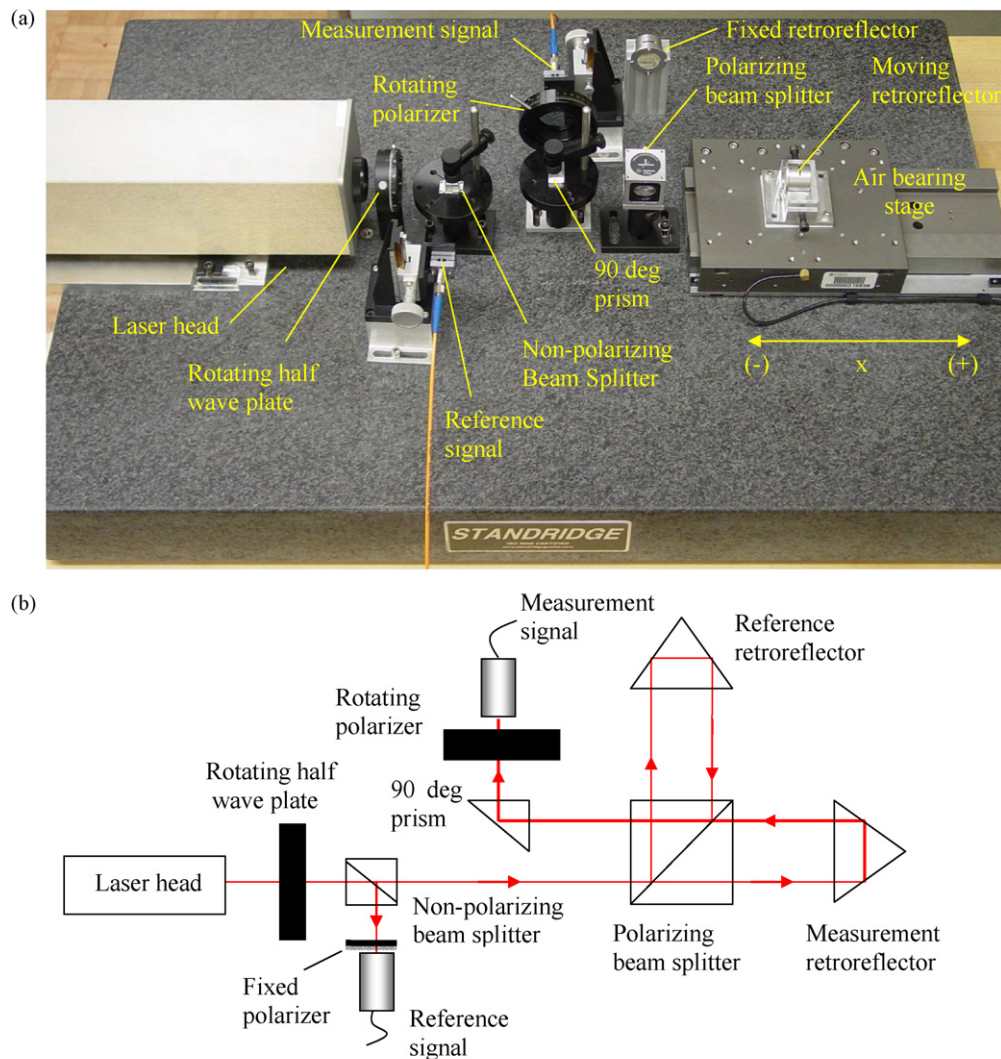 (a)
Measurement signal
Fixed retroreflector
Rotating polarizer
Polarizing beam splitter
Moving retroreflector
Air bearing stage
90 deg prism
Laser head
Rotating half wave plate
Non-polarizing Beam Splitter
Reference signal
(-) x (+)
STANDRIDGE
(b)
Measurement signal
Reference retroreflector
Rotating polarizer
Rotating half wave plate
90 deg prism
Laser head
Non-polarizing beam splitter
Polarizing beam splitter
Measurement retroreflector
Fixed polarizer
Reference signal